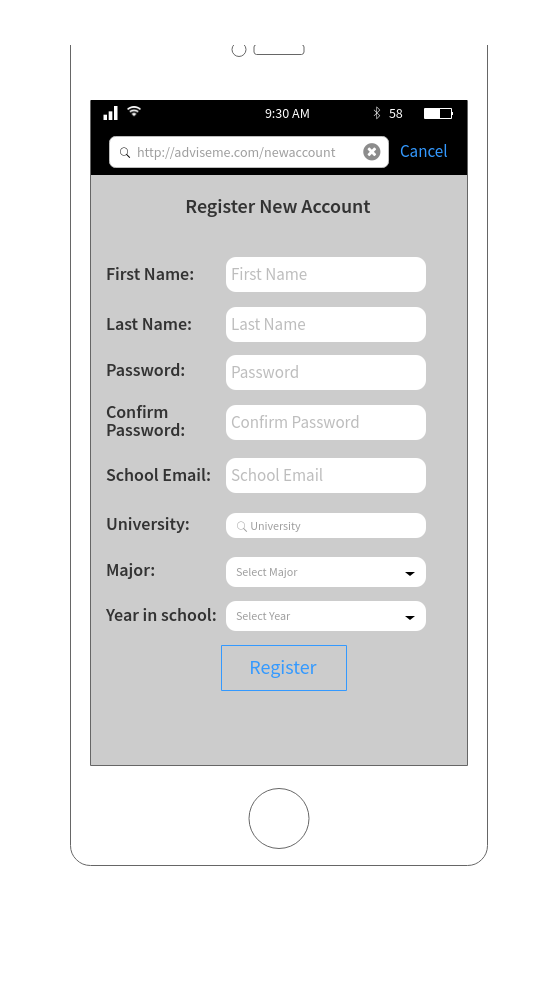 9:30 AM 58
http://adviseme.com/newaccount Cancel
Register New Account
First Name: First Name
Last Name: Last Name
Password: Password
Confirm
Password: Confirm Password
School Email: School Email
University: University
Major: Select Major
Year in school: Select Year
Register